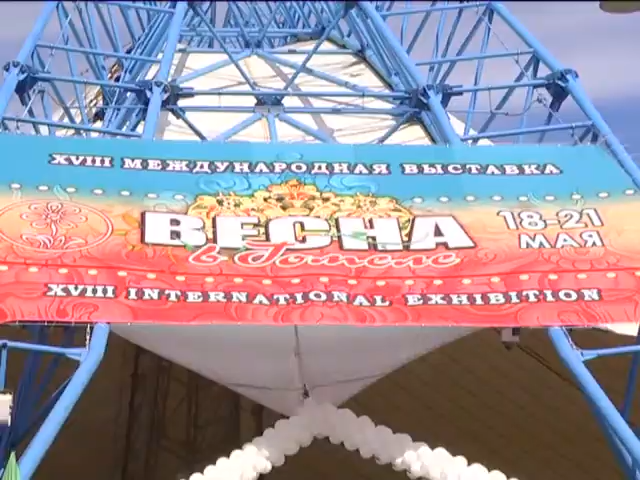 XVIII МЕЖДУНАРОДНАЯ ВЫСТАВКА
ВЕСНА
в Гомеле
18-21
МАЯ
XVIII INTERNATIONAL EXHIBITION